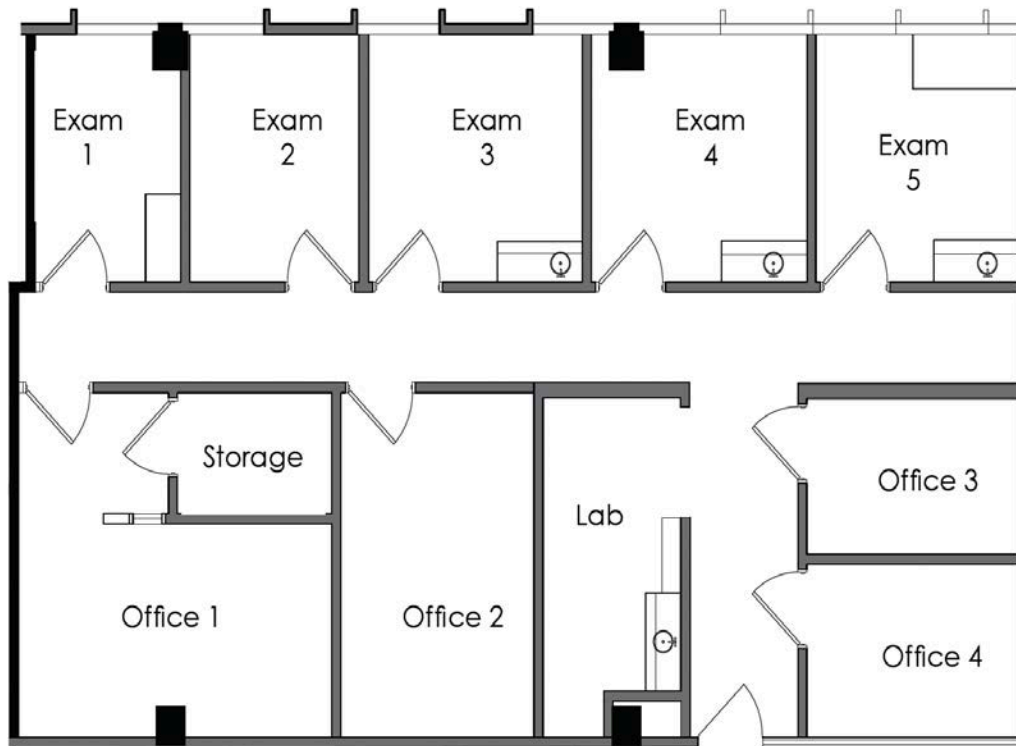 Exam
1
Exam
2
Exam
3
Exam
4
Exam
5
Storage
Office 3
Lab
Office 1
Office 2
Office 4